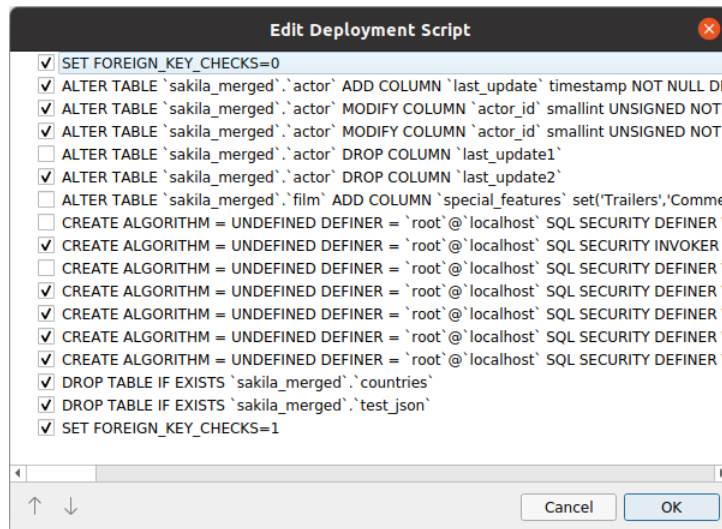 Edit Deployment Script
SET FOREIGN_KEY_CHECKS=0
ALTER TABLE `sakila_merged`.`actor` ADD COLUMN `last_update` timestamp NOT NULL
ALTER TABLE `sakila_merged`.`actor` MODIFY COLUMN `actor_id` smallint UNSIGNED NOT
ALTER TABLE `sakila_merged`.`actor` MODIFY COLUMN `actor_id` smallint UNSIGNED NOT
ALTER TABLE `sakila_merged`.`actor` DROP COLUMN `last_update1`
ALTER TABLE `sakila_merged`.`actor` DROP COLUMN `last_update2`
ALTER TABLE `sakila_merged`.`film` ADD COLUMN `special_features` set('Trailers','Comme
CREATE ALGORITHM = UNDEFINED DEFINER = `root`@`localhost` SQL SECURITY DEFINER
CREATE ALGORITHM = UNDEFINED DEFINER = `root`@`localhost` SQL SECURITY INVOKER
CREATE ALGORITHM = UNDEFINED DEFINER = `root`@`localhost` SQL SECURITY DEFINER
CREATE ALGORITHM = UNDEFINED DEFINER = `root`@`localhost` SQL SECURITY DEFINER
CREATE ALGORITHM = UNDEFINED DEFINER = `root`@`localhost` SQL SECURITY DEFINER
CREATE ALGORITHM = UNDEFINED DEFINER = `root`@`localhost` SQL SECURITY DEFINER
CREATE ALGORITHM = UNDEFINED DEFINER = `root`@`localhost` SQL SECURITY DEFINER
DROP TABLE IF EXISTS `sakila_merged`.`countries`
DROP TABLE IF EXISTS `sakila_merged`.`test_json`
SET FOREIGN_KEY_CHECKS=1
Cancel
OK